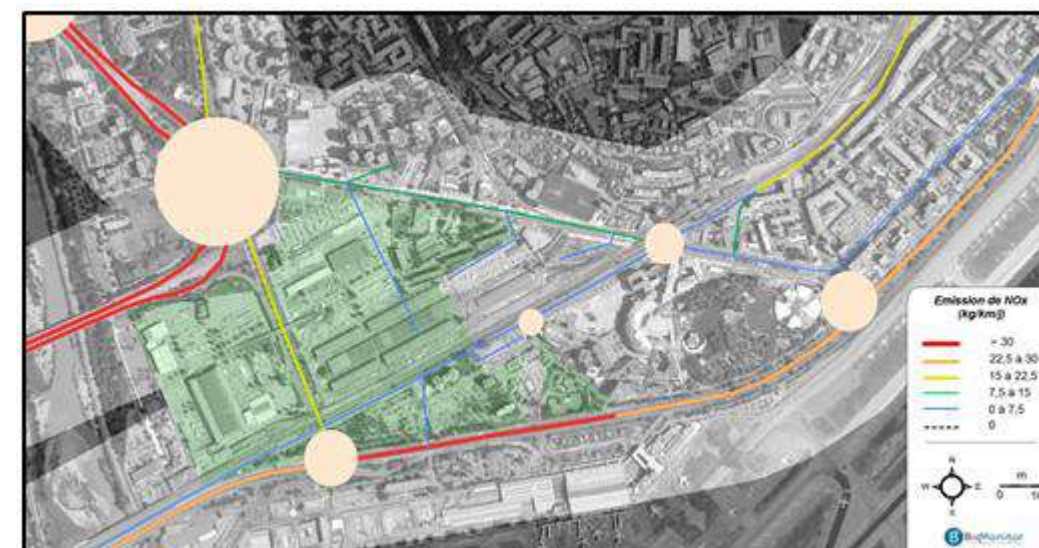 Emission de NOx
(kg/km/j)
> 30
22,5 à 30
15 à 22,5
7,5 à 15
0 à 7,5
0
N
W E
S
m
0
BioMonitor